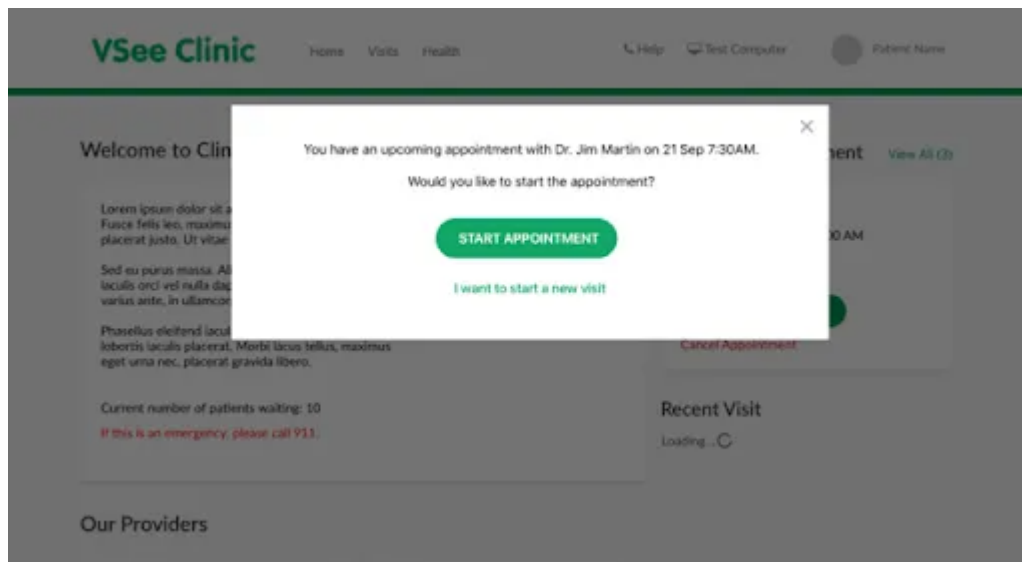 VSee Clinic
Home Visits Health
Help Test Computer
Patient Name
You have an upcoming appointment with Dr. Jim Martin on 21 Sep 7:30AM.
Would you like to start the appointment?
START APPOINTMENT
I want to start a new visit
Welcome to Clin
Lorem ipsum dolor sit a
Fusce felis leo, maximu
placerat justo. Ut vitae
Sed eu purus massa. Al
iaculis orci vel nulla dap
varius ante, in ullamcor
Phasellus eleifend iacul
lobortis iaculis placerat. Morbi lacus tellus, maximus
eget urna nec, placerat gravida libero.
Current number of patients waiting: 10
If this is an emergency, please call 911.
ment View All (3)
00 AM
Cancel Appointment
Recent Visit
Loading...
Our Providers